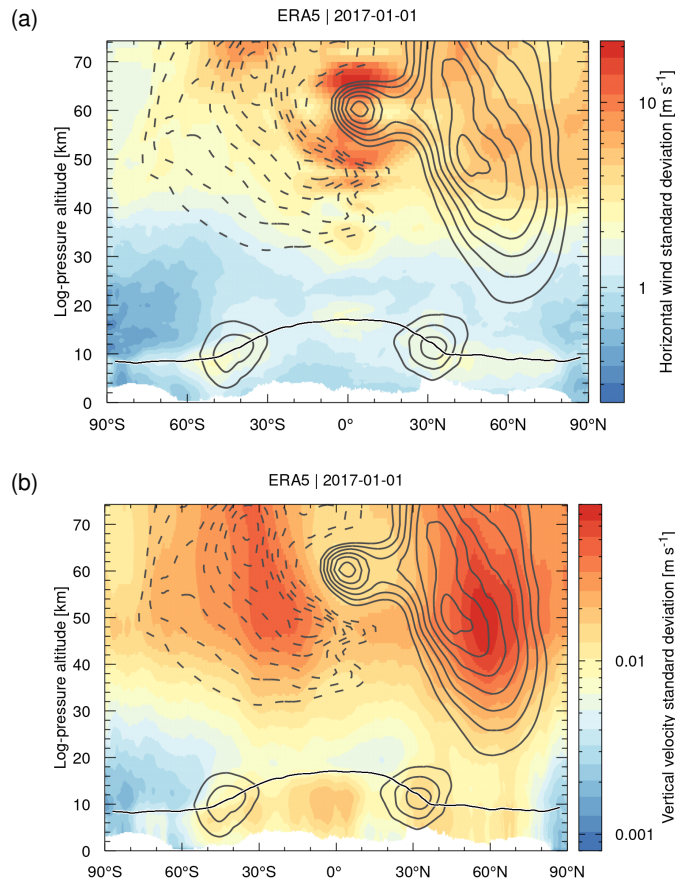 (a)
ERA5 | 2017-01-01
Log-pressure altitude [km]
70
60
50
40
30
20
10
0
90°S 60°S 30°S 0° 30°N 60°N 90°N
10
1
Horizontal wind standard deviation [m s⁻¹]
(b)
ERA5 | 2017-01-01
Log-pressure altitude [km]
70
60
50
40
30
20
10
0
90°S 60°S 30°S 0° 30°N 60°N 90°N
0.01
0.001
Vertical velocity standard deviation [m s⁻¹]